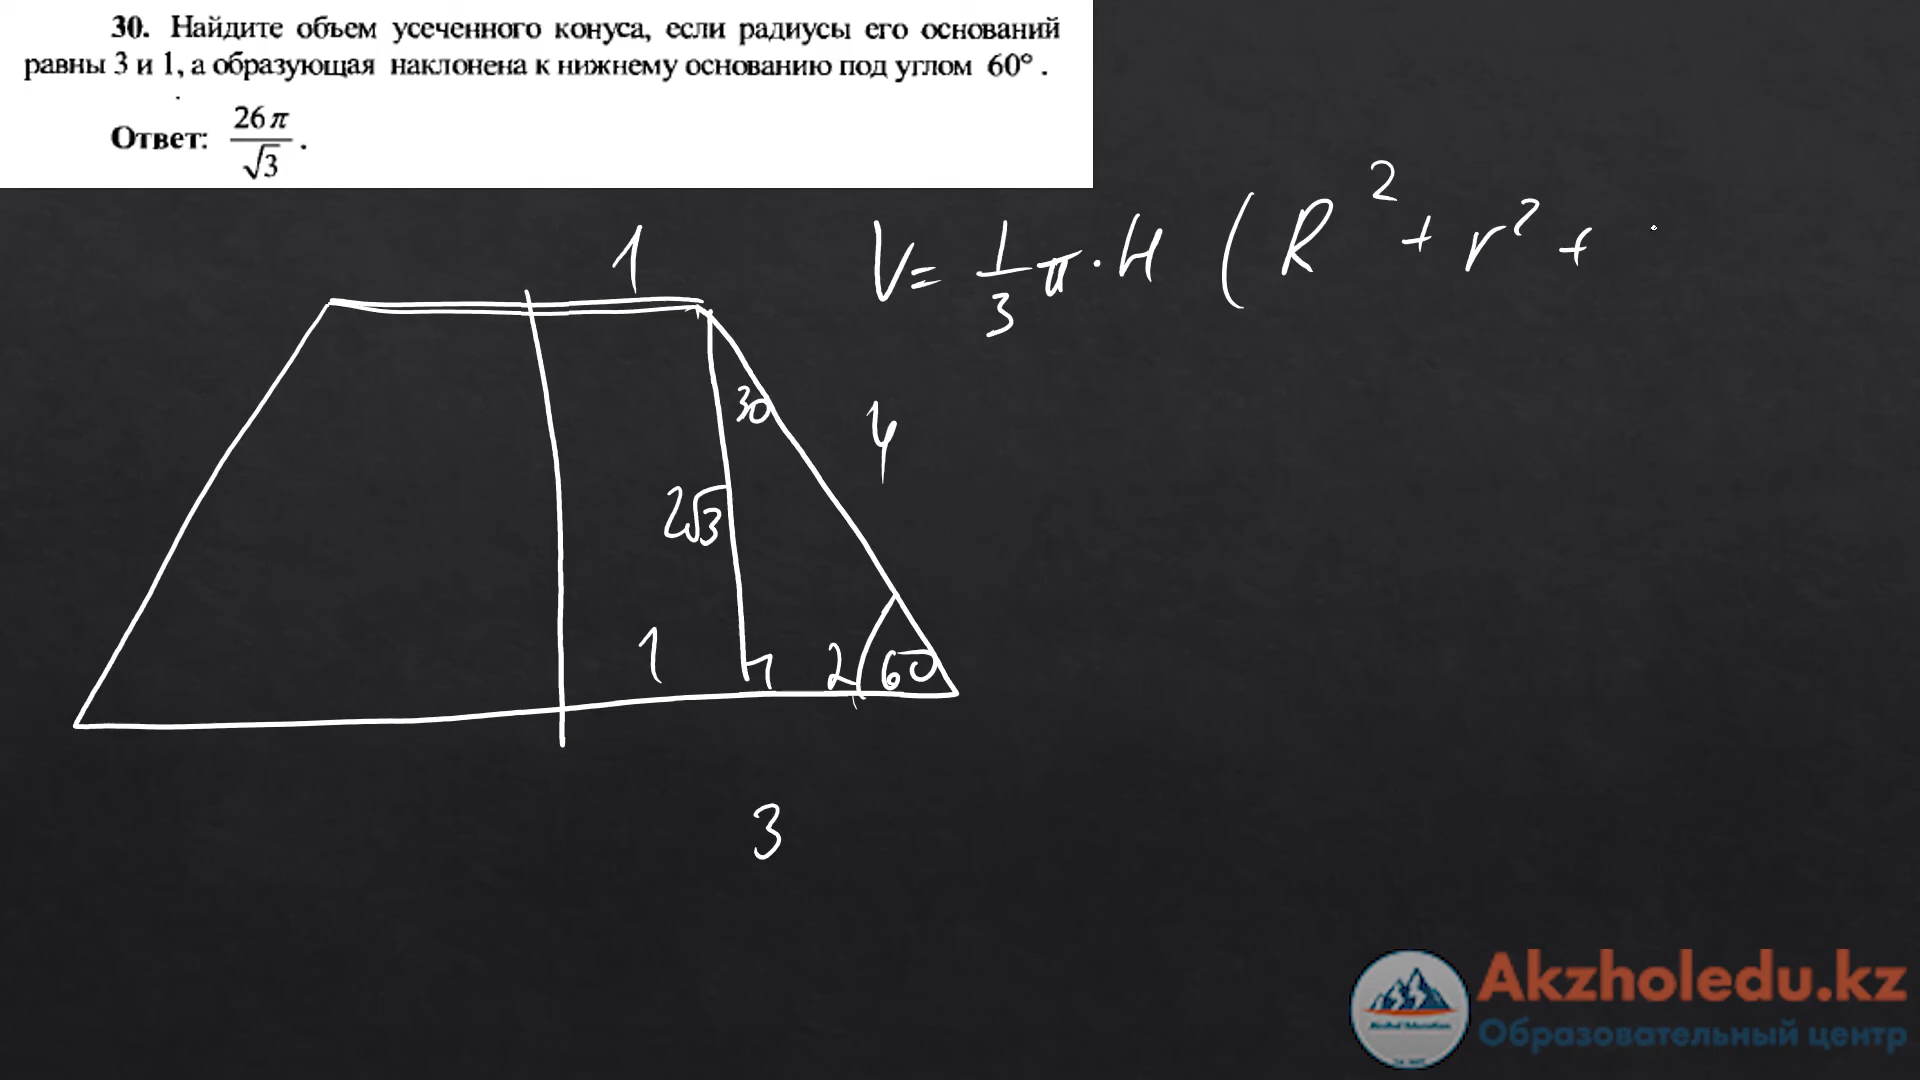 30. Найдите объем усеченного конуса, если радиусы его оснований
равны 3 и 1, а образующая наклонена к нижнему основанию под углом 60° .
Ответ: 26π/√3 .
V = 1/3 π · H ( R² + r² +
1
30
4
2√3
1
2
60
3
Akzholedu.kz
Образовательный центр